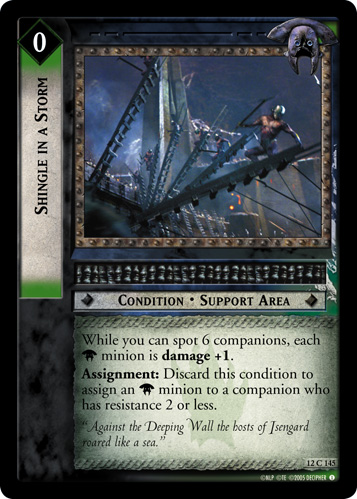 0
SHINGLE IN A STORM
CONDITION • SUPPORT AREA
While you can spot 6 companions, each
minion is damage +1.
Assignment: Discard this condition to
assign an minion to a companion who
has resistance 2 or less.
“Against the Deeping Wall the hosts of Isengard
roared like a sea.”
12 C 145
©NLP ©TE ©2005 DECIPHER